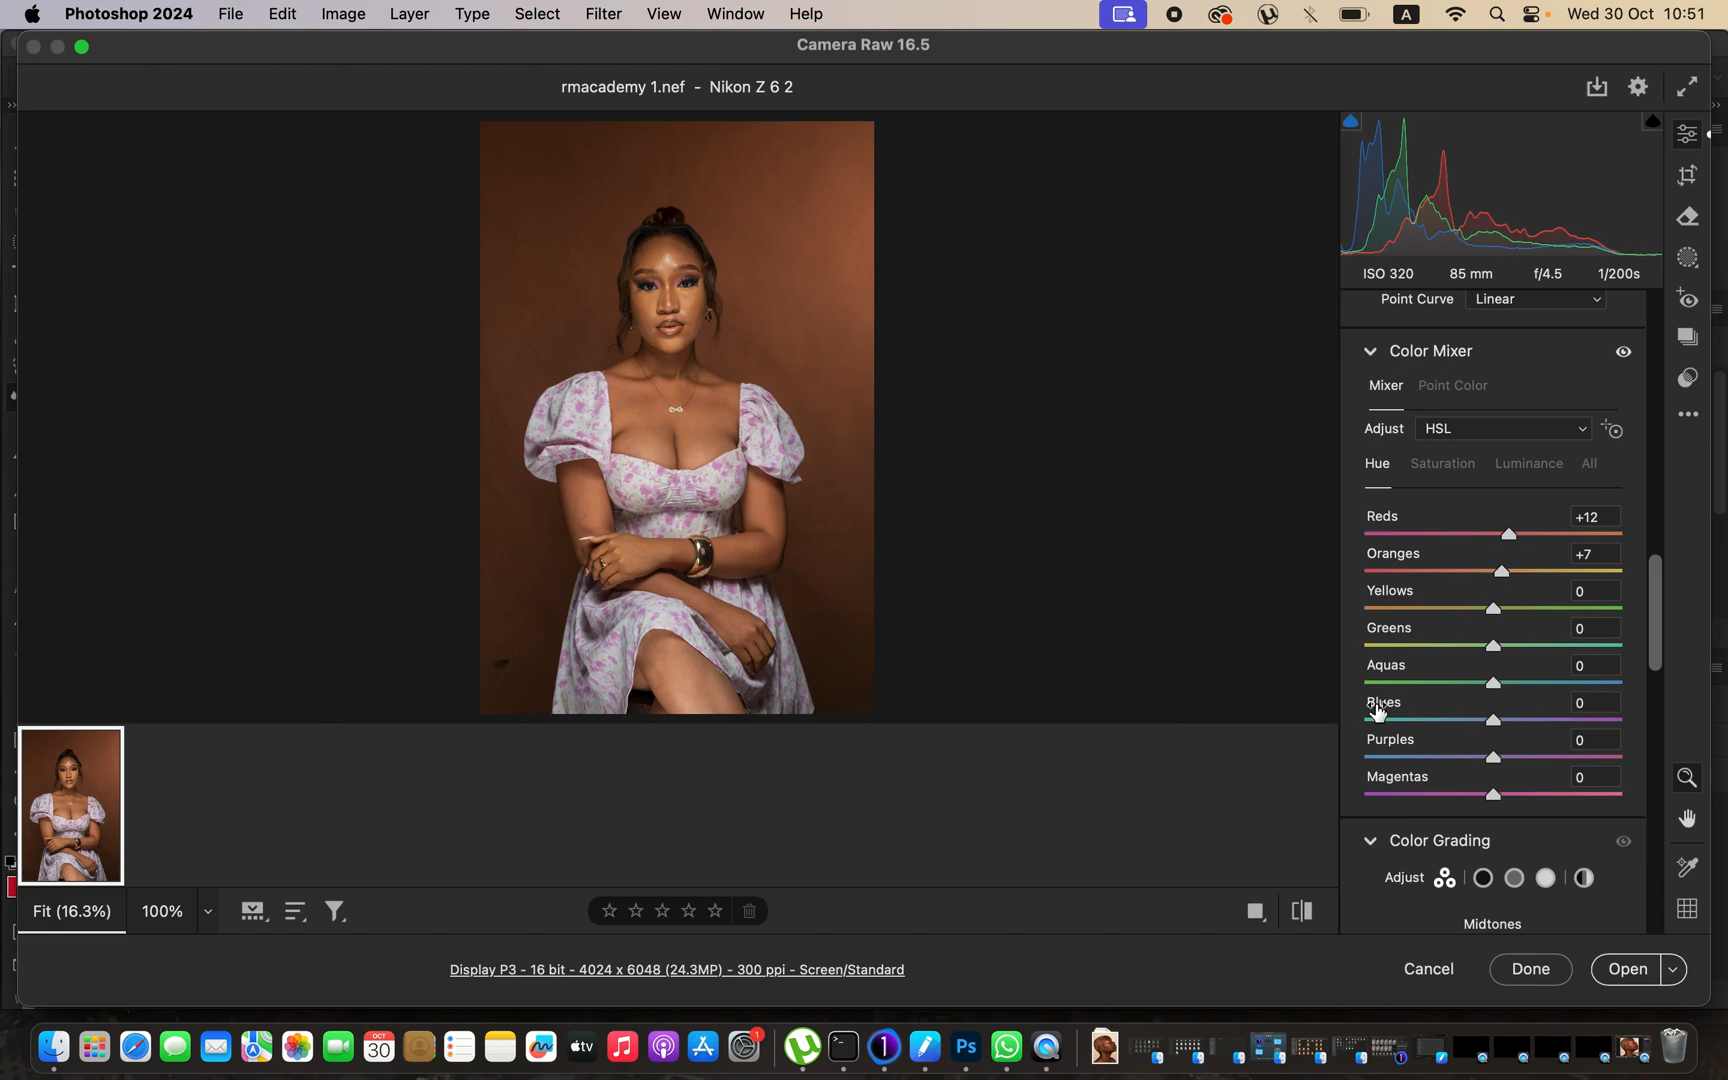 Photoshop 2024 File Edit Image Layer Type Select Filter View Window Help A Wed 30 Oct 10:51
Camera Raw 16.5
rmacademy 1.nef - Nikon Z 6 2
ISO 320 85 mm f/4.5 1/200s
Point Curve Linear
Color Mixer
Mixer Point Color
Adjust HSL
Hue Saturation Luminance All
Reds +12
Oranges +7
Yellows 0
Greens 0
Aquas 0
Blues 0
Purples 0
Magentas 0
Color Grading
Adjust
Midtones
Fit (16.3%) 100%
Display P3 - 16 bit - 4024 x 6048 (24.3MP) - 300 ppi - Screen/Standard
Cancel Done Open
OCT
30
tv
1
1
Ps